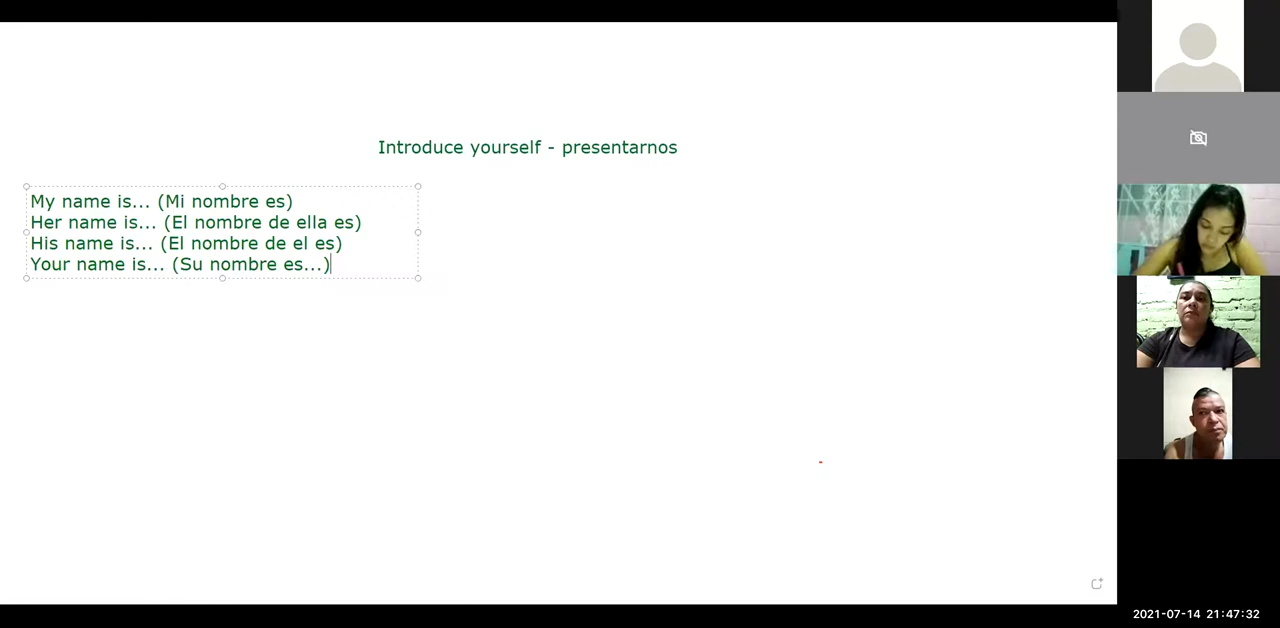 Introduce yourself - presentarnos
My name is... (Mi nombre es)
Her name is... (El nombre de ella es)
His name is... (El nombre de el es)
Your name is... (Su nombre es...)
2021-07-14 21:47:32